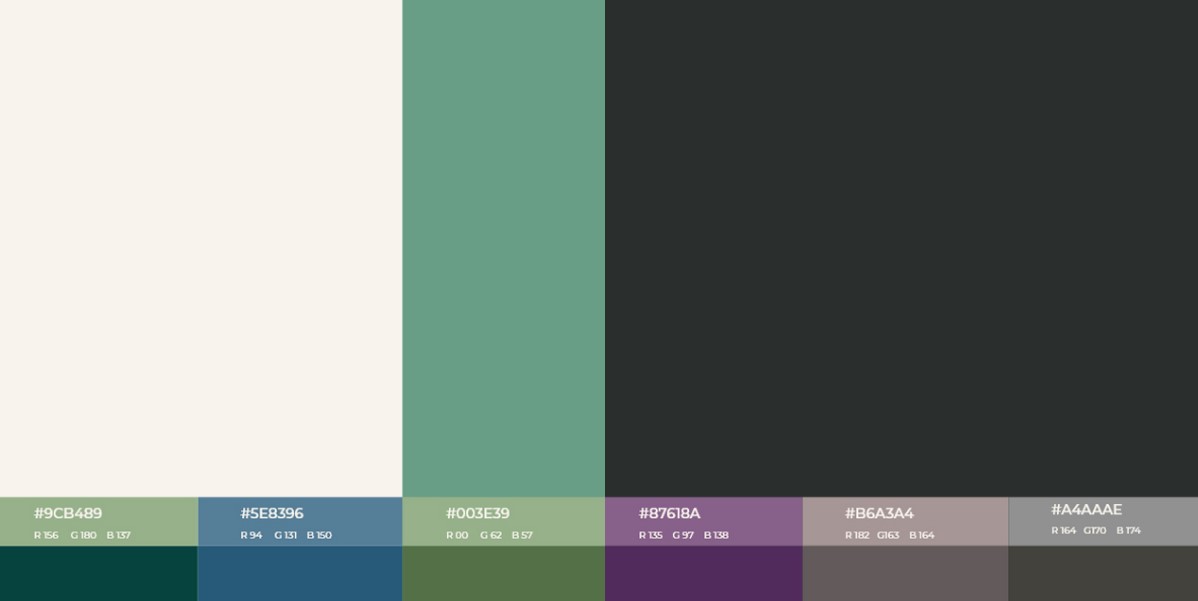 #9CB489
R 156 G 180 B 137
#5E8396
R 94 G 131 B 150
#003E39
R 00 G 62 B 57
#87618A
R 135 G 97 B 138
#B6A3A4
R 182 G163 B 164
#A4AAAE
R 164 G170 B 174